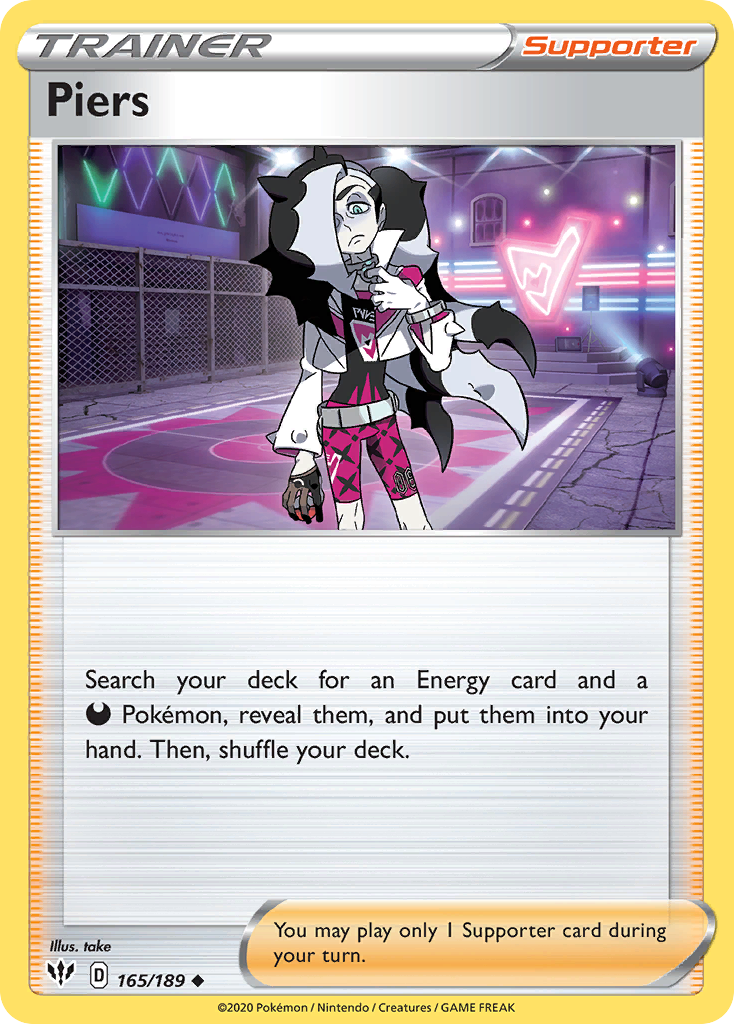 TRAINER
Supporter
Piers
Search your deck for an Energy card and a
Pokémon, reveal them, and put them into your
hand. Then, shuffle your deck.
You may play only 1 Supporter card during
your turn.
Illus. take
D 165/189
©2020 Pokémon / Nintendo / Creatures / GAME FREAK